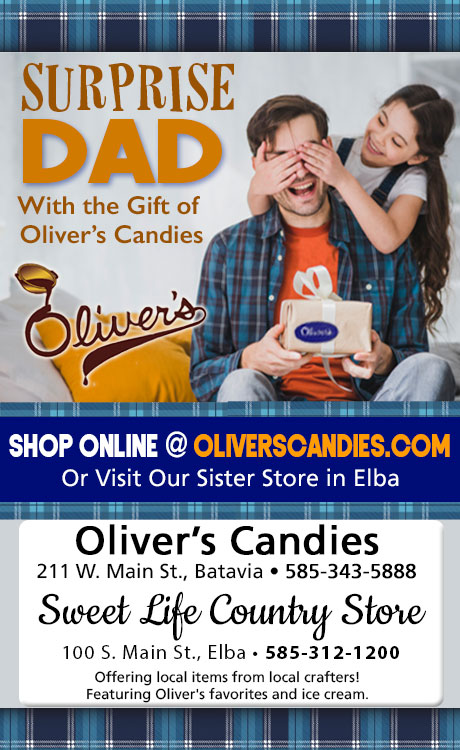 SURPRISE
DAD
With the Gift of
Oliver's Candies
Oliver's
Oliver's
SHOP ONLINE @ OLIVERSCANDIES.COM
Or Visit Our Sister Store in Elba
Oliver's Candies
211 W. Main St., Batavia • 585-343-5888
Sweet Life Country Store
100 S. Main St., Elba • 585-312-1200
Offering local items from local crafters!
Featuring Oliver's favorites and ice cream.